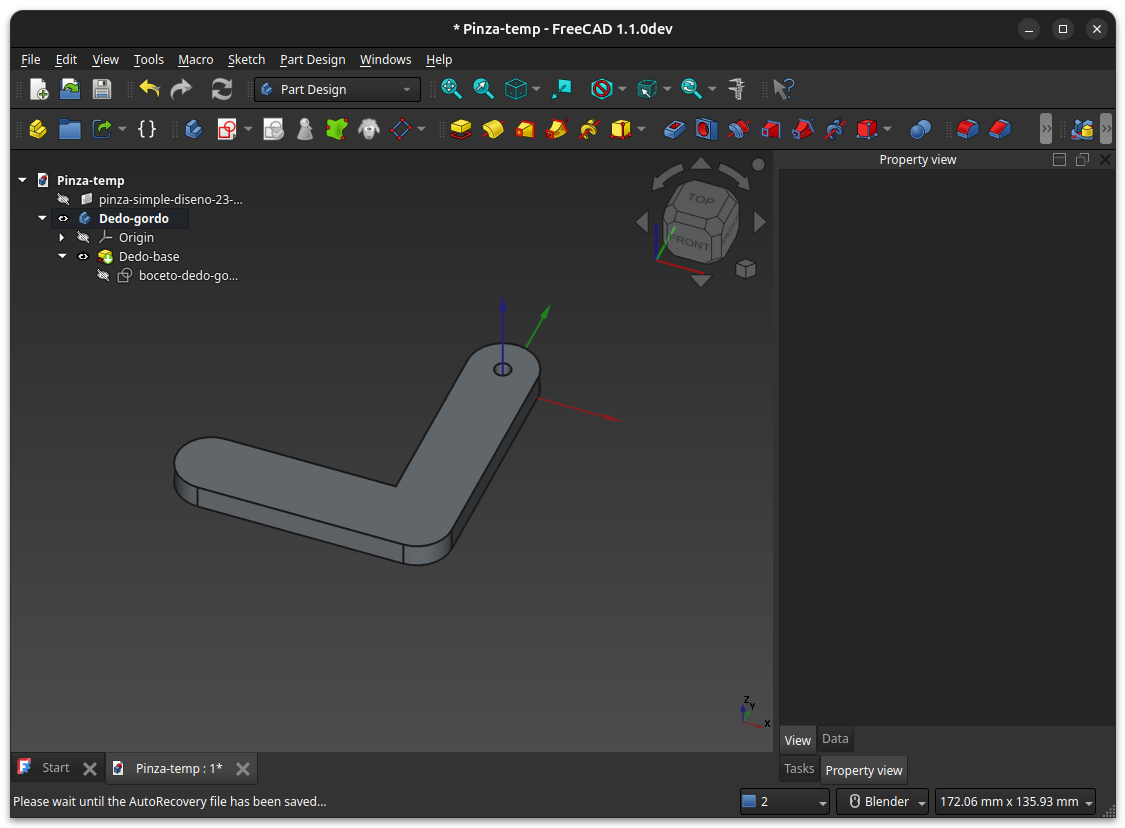 * Pinza-temp - FreeCAD 1.1.0dev
File Edit View Tools Macro Sketch Part Design Windows Help
Part Design
Property view
Pinza-temp
pinza-simple-diseno-23-...
Dedo-gordo
Origin
Dedo-base
boceto-dedo-go...
TOP
FRONT
Z
Y
X
View Data
Start
Pinza-temp : 1*
Tasks Property view
Please wait until the AutoRecovery file has been saved...
2
Blender
172.06 mm x 135.93 mm